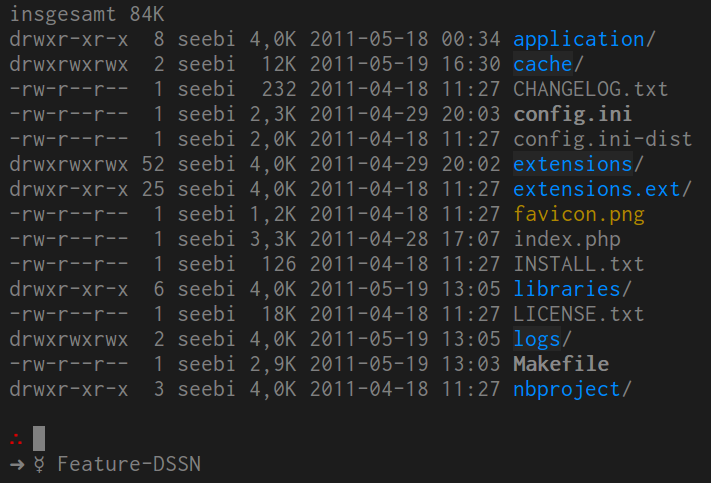 insgesamt 84K
drwxr-xr-x  8 seebi 4,0K 2011-05-18 00:34 application/
drwxrwxrwx  2 seebi  12K 2011-05-19 16:30 cache/
-rw-r--r--  1 seebi  232 2011-04-18 11:27 CHANGELOG.txt
-rw-r--r--  1 seebi 2,3K 2011-04-29 20:03 config.ini
-rw-r--r--  1 seebi 2,0K 2011-04-18 11:27 config.ini-dist
drwxrwxrwx 52 seebi 4,0K 2011-04-29 20:02 extensions/
drwxr-xr-x 25 seebi 4,0K 2011-04-18 11:27 extensions.ext/
-rw-r--r--  1 seebi 1,2K 2011-04-18 11:27 favicon.png
-rw-r--r--  1 seebi 3,3K 2011-04-28 17:07 index.php
-rw-r--r--  1 seebi  126 2011-04-18 11:27 INSTALL.txt
drwxr-xr-x  6 seebi 4,0K 2011-05-19 13:05 libraries/
-rw-r--r--  1 seebi  18K 2011-04-18 11:27 LICENSE.txt
drwxrwxrwx  2 seebi 4,0K 2011-05-19 13:05 logs/
-rw-r--r--  1 seebi 2,9K 2011-05-19 13:03 Makefile
drwxr-xr-x  3 seebi 4,0K 2011-04-18 11:27 nbproject/
∴
➜ ☿ Feature-DSSN